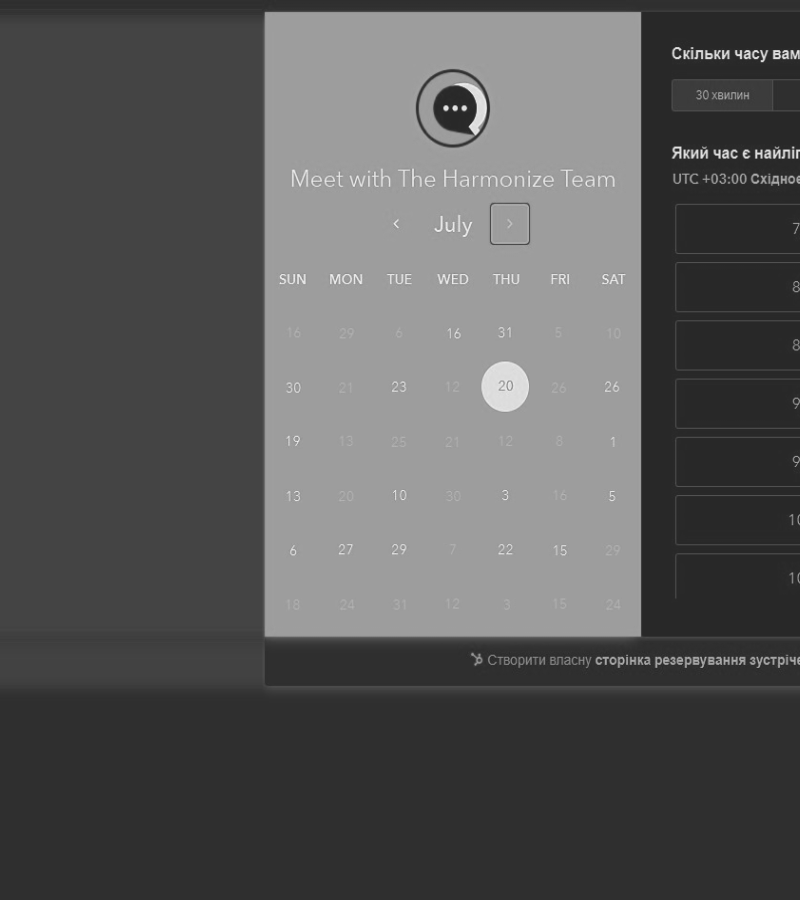 Meet with The Harmonize Team
July
SUN MON TUE WED THU FRI SAT
16 29 6 16 31 5 10
30 21 23 12 20 26 26
19 13 25 21 12 8 1
13 20 10 30 3 16 5
6 27 29 7 22 15 29
18 24 31 12 3 15 24
Скільки часу вам
30 хвилин
Який час є
UTC +03:00
7
8
8
9
9
10
10
Створити власну сторінка резервування